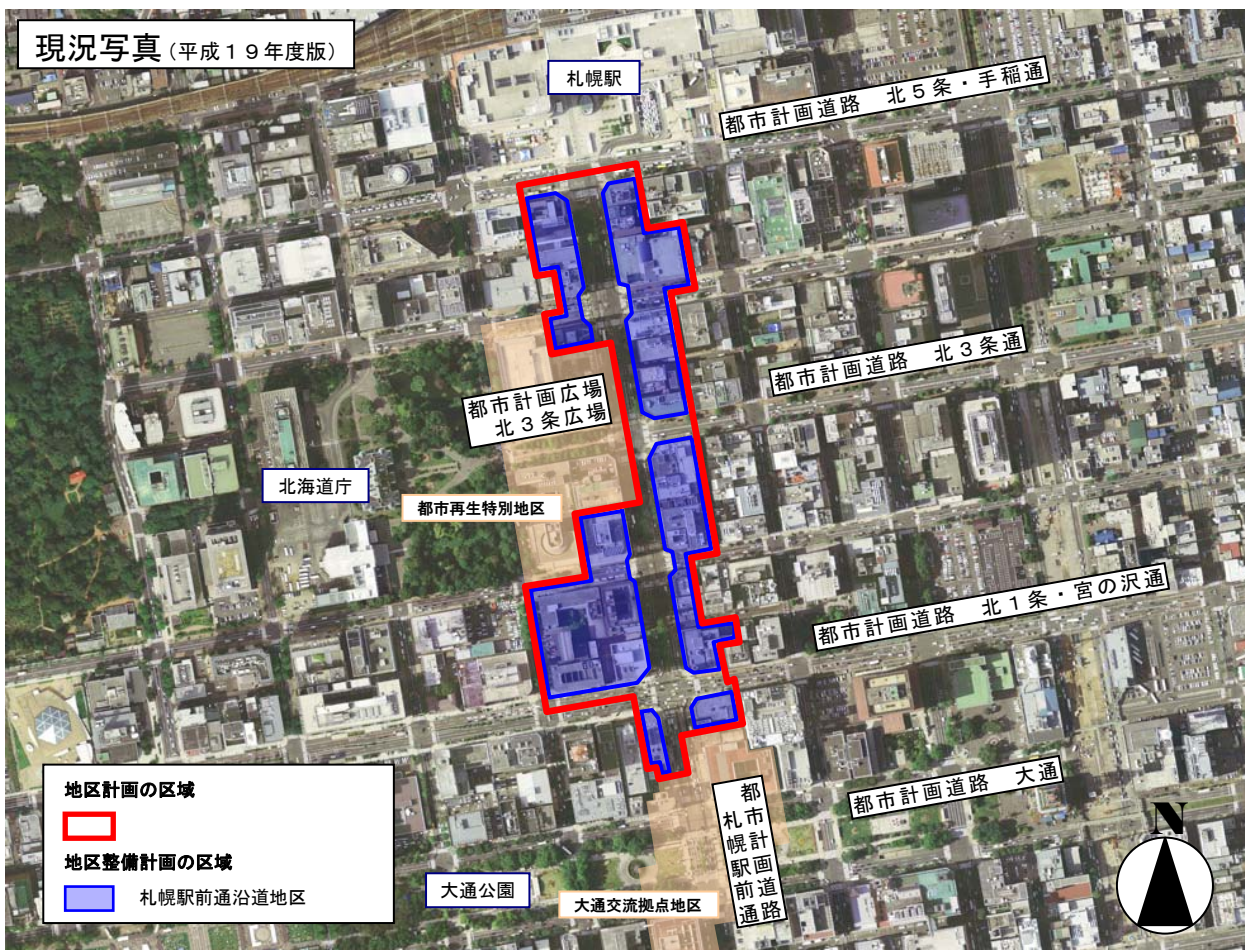 現況写真(平成19年度版)
札幌駅
都市計画道路 北5条・手稲通
都市計画道路 北3条通
都市計画広場
北3条広場
北海道庁
都市再生特別地区
都市計画道路 北1条・宮の沢通
都市計画道路 大通
都市計画道路
札幌駅前通
地区計画の区域
地区整備計画の区域
札幌駅前通沿道地区
大通公園
大通交流拠点地区
N